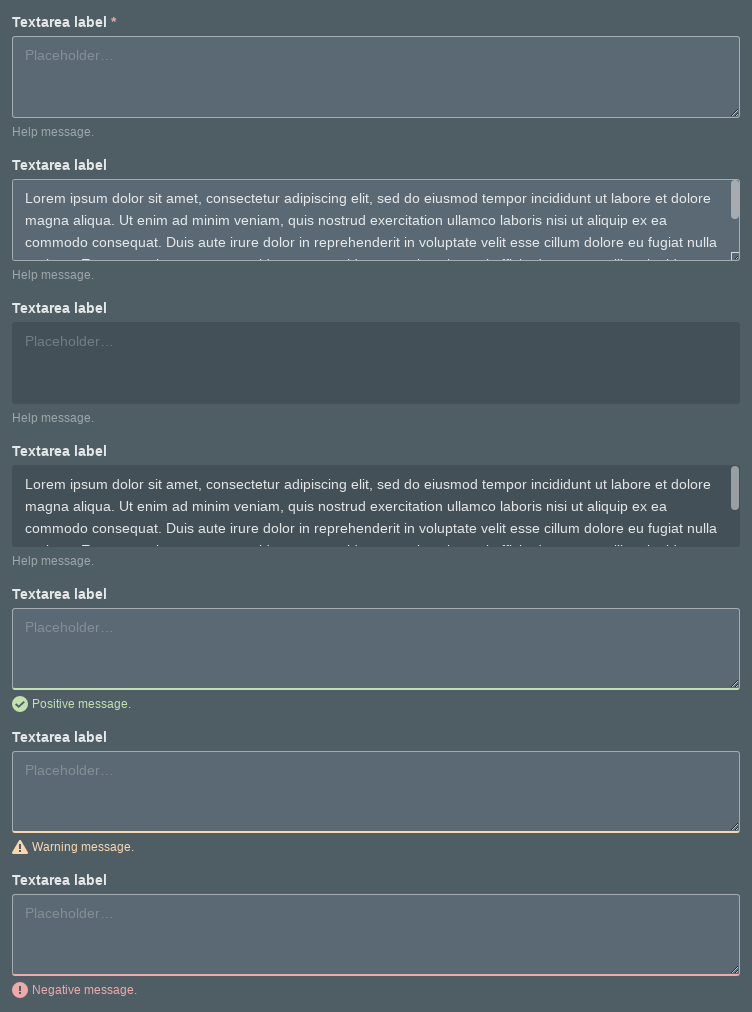 Textarea label *
Placeholder…
Help message.
Textarea label
Lorem ipsum dolor sit amet, consectetur adipiscing elit, sed do eiusmod tempor incididunt ut labore et dolore
magna aliqua. Ut enim ad minim veniam, quis nostrud exercitation ullamco laboris nisi ut aliquip ex ea
commodo consequat. Duis aute irure dolor in reprehenderit in voluptate velit esse cillum dolore eu fugiat nulla
Help message.
Textarea label
Placeholder…
Help message.
Textarea label
Lorem ipsum dolor sit amet, consectetur adipiscing elit, sed do eiusmod tempor incididunt ut labore et dolore
magna aliqua. Ut enim ad minim veniam, quis nostrud exercitation ullamco laboris nisi ut aliquip ex ea
commodo consequat. Duis aute irure dolor in reprehenderit in voluptate velit esse cillum dolore eu fugiat nulla
Help message.
Textarea label
Placeholder…
Positive message.
Textarea label
Placeholder…
Warning message.
Textarea label
Placeholder…
Negative message.